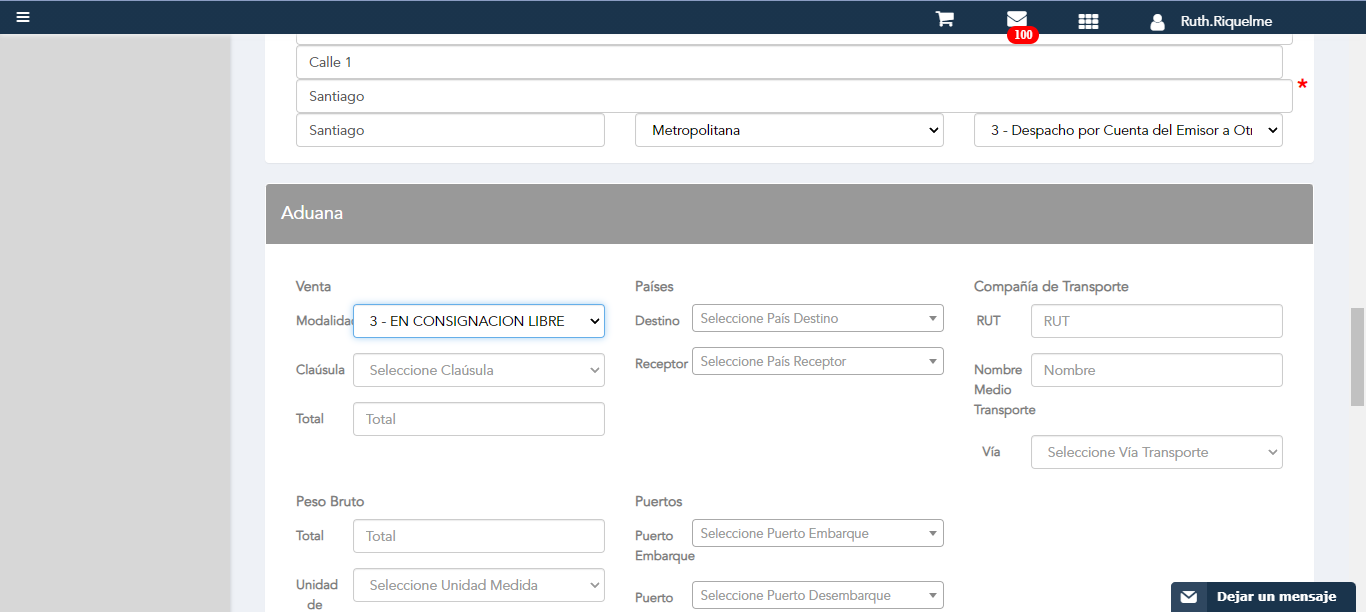 Ruth.Riquelme
100
Calle 1
Santiago
*
Santiago
Metropolitana
3 - Despacho por Cuenta del Emisor a Otr
Aduana
Venta
Países
Compañía de Transporte
Modalidad
3 - EN CONSIGNACION LIBRE
Destino
Seleccione País Destino
RUT
RUT
Claúsula
Seleccione Claúsula
Receptor
Seleccione País Receptor
Nombre
Medio
Transporte
Nombre
Total
Total
Vía
Seleccione Vía Transporte
Peso Bruto
Puertos
Total
Total
Puerto
Embarque
Seleccione Puerto Embarque
Unidad
de
Seleccione Unidad Medida
Puerto
Seleccione Puerto Desembarque
Dejar un mensaje